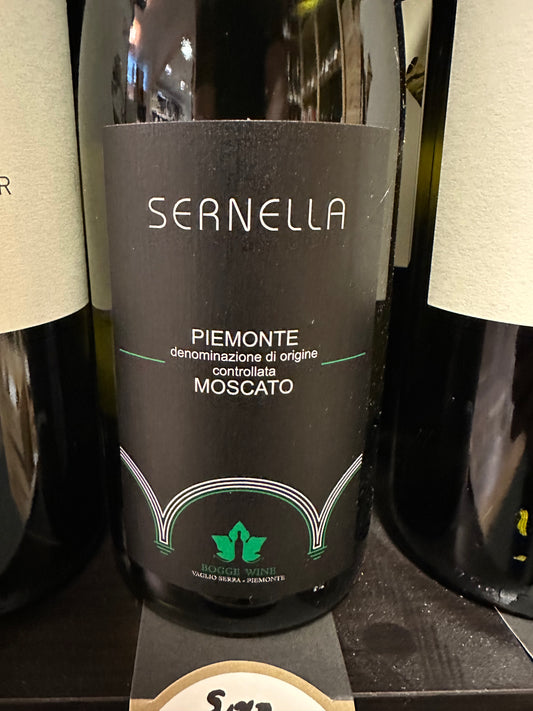 R
SERNELLA
PIEMONTE
denominazione di origine
controllata
MOSCATO
BOGGE WINE
VAGLIO SERRA - PIEMONTE